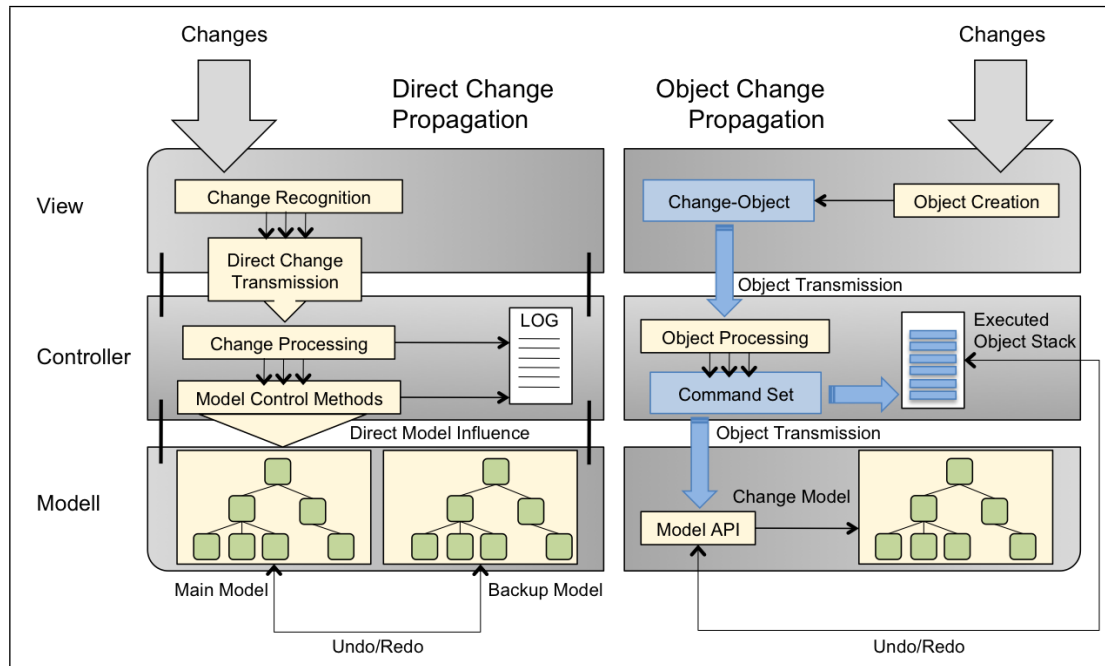 Changes
Changes
Direct Change
Propagation
Object Change
Propagation
View
Change Recognition
Direct Change
Transmission
Change-Object
Object Creation
Object Transmission
Controller
Change Processing
LOG
Model Control Methods
Direct Model Influence
Object Processing
Executed
Object Stack
Command Set
Object Transmission
Modell
Main Model
Backup Model
Undo/Redo
Change Model
Model API
Undo/Redo